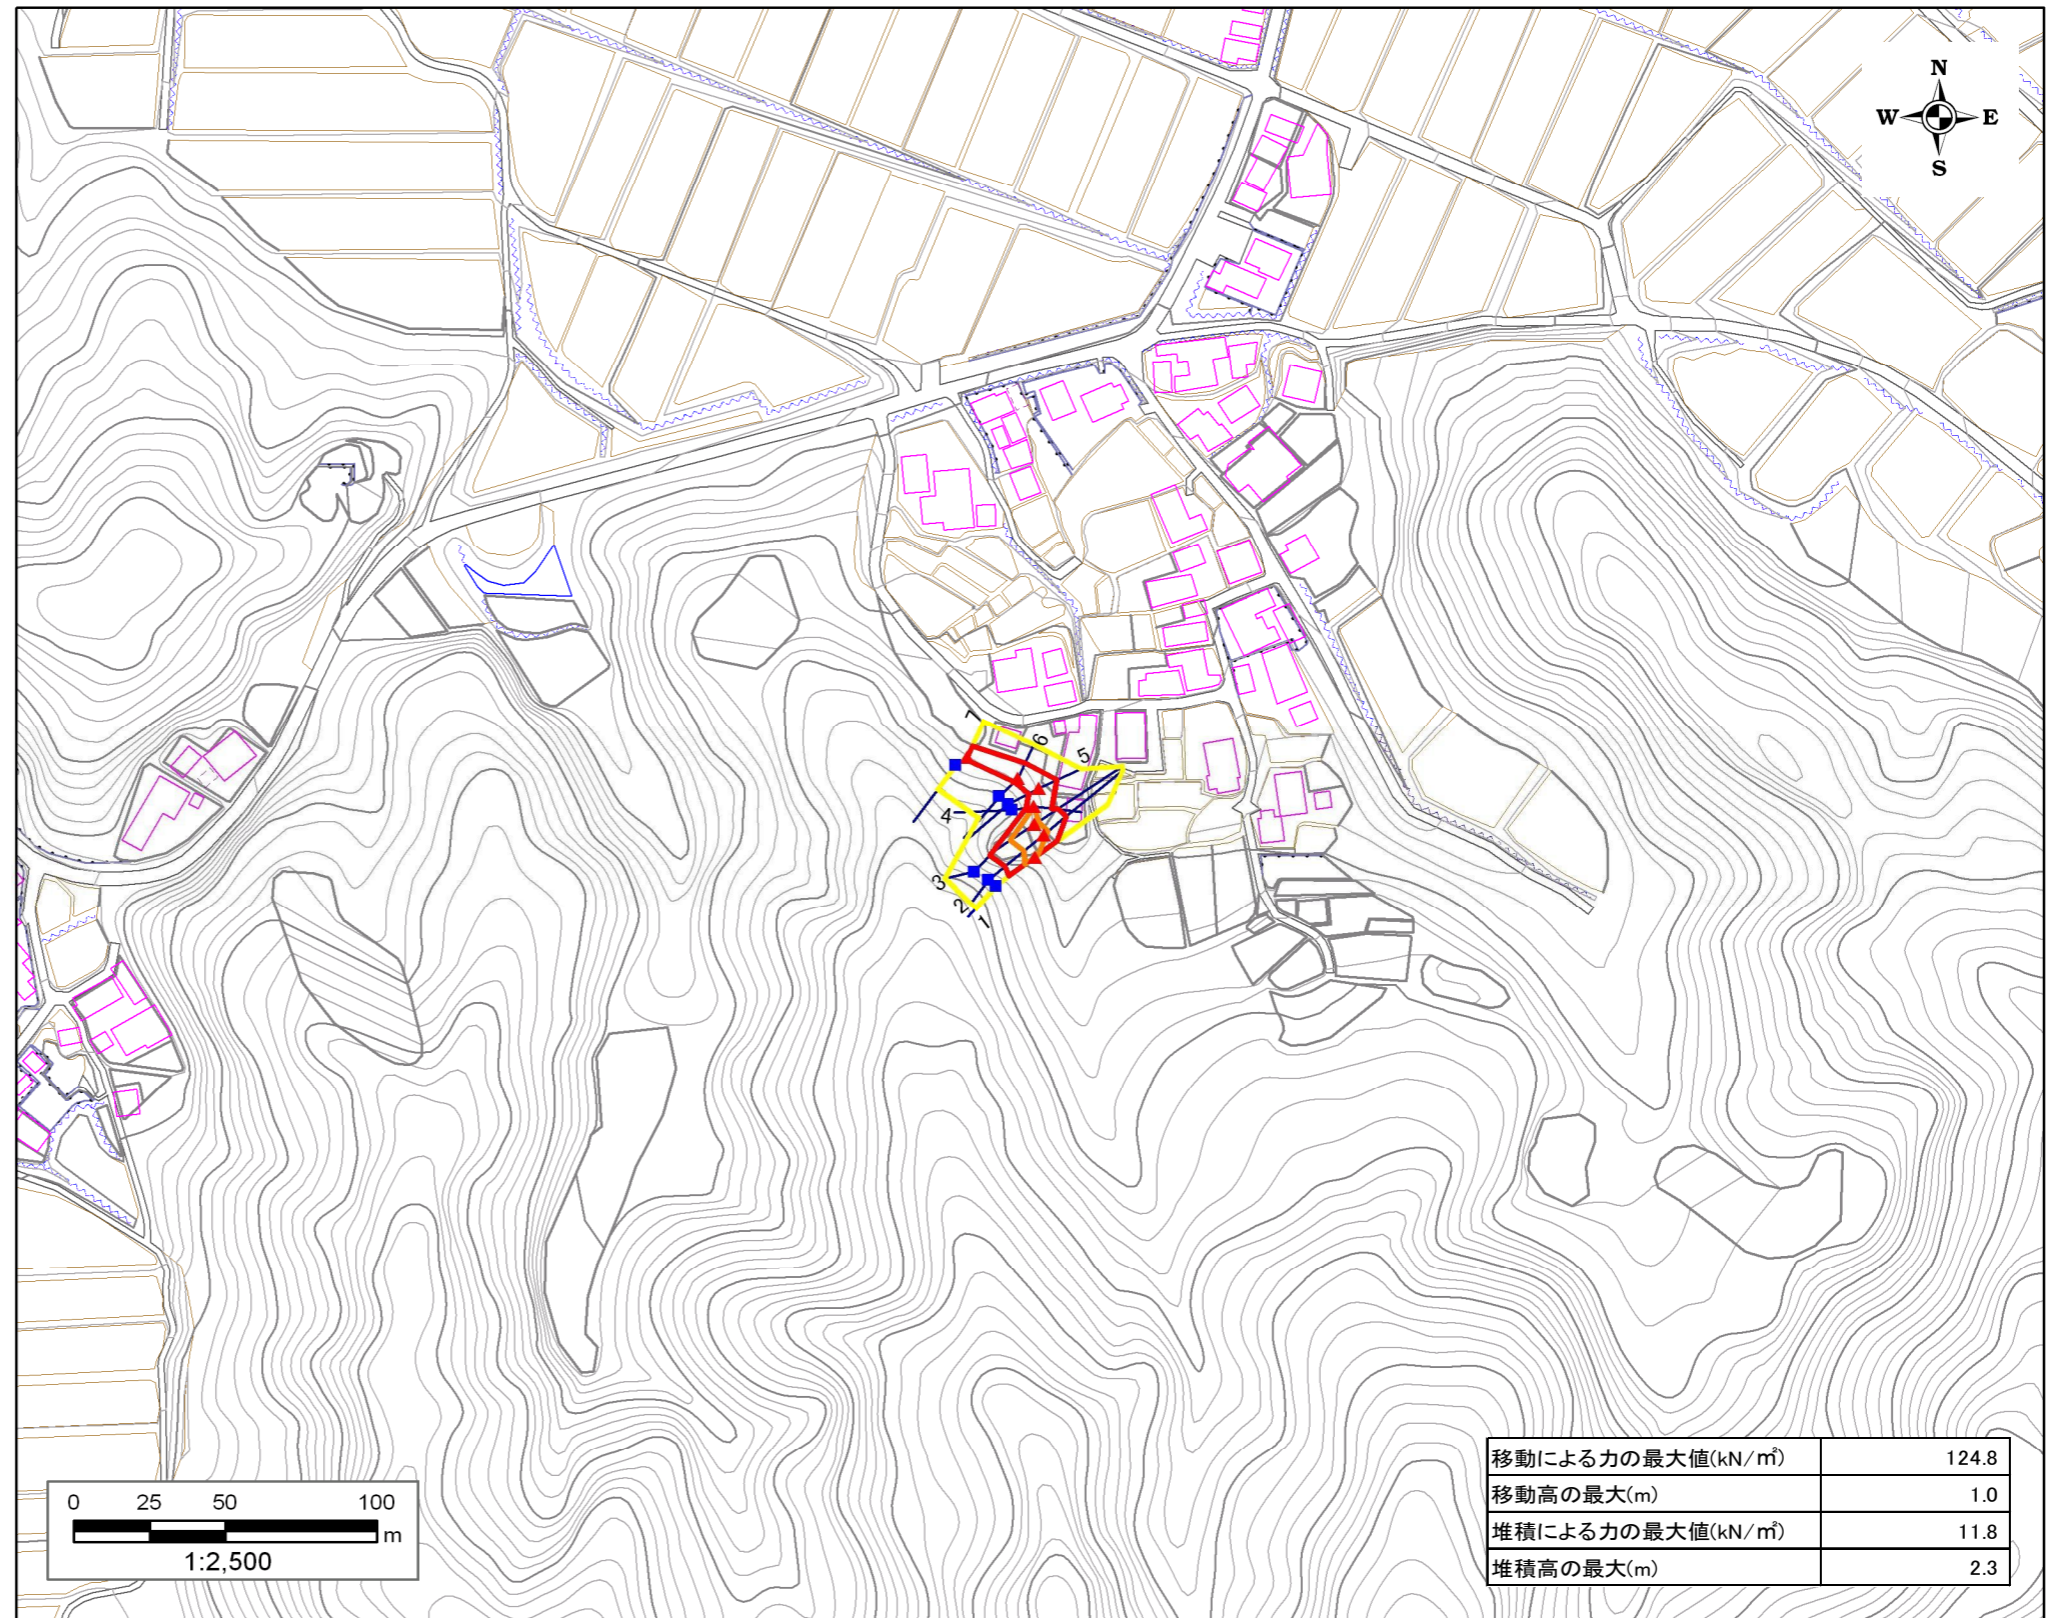 N
W E
S
7
6
5
4
3
2
1
移動による力の最大値(kN/㎡) 124.8
移動高の最大(m) 1.0
堆積による力の最大値(kN/㎡) 11.8
堆積高の最大(m) 2.3
0 25 50 100
m
1:2,500